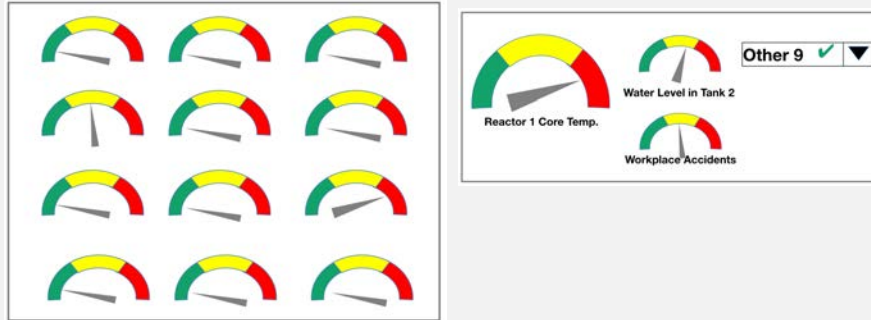 Other 9
Water Level in Tank 2
Reactor 1 Core Temp.
Workplace Accidents